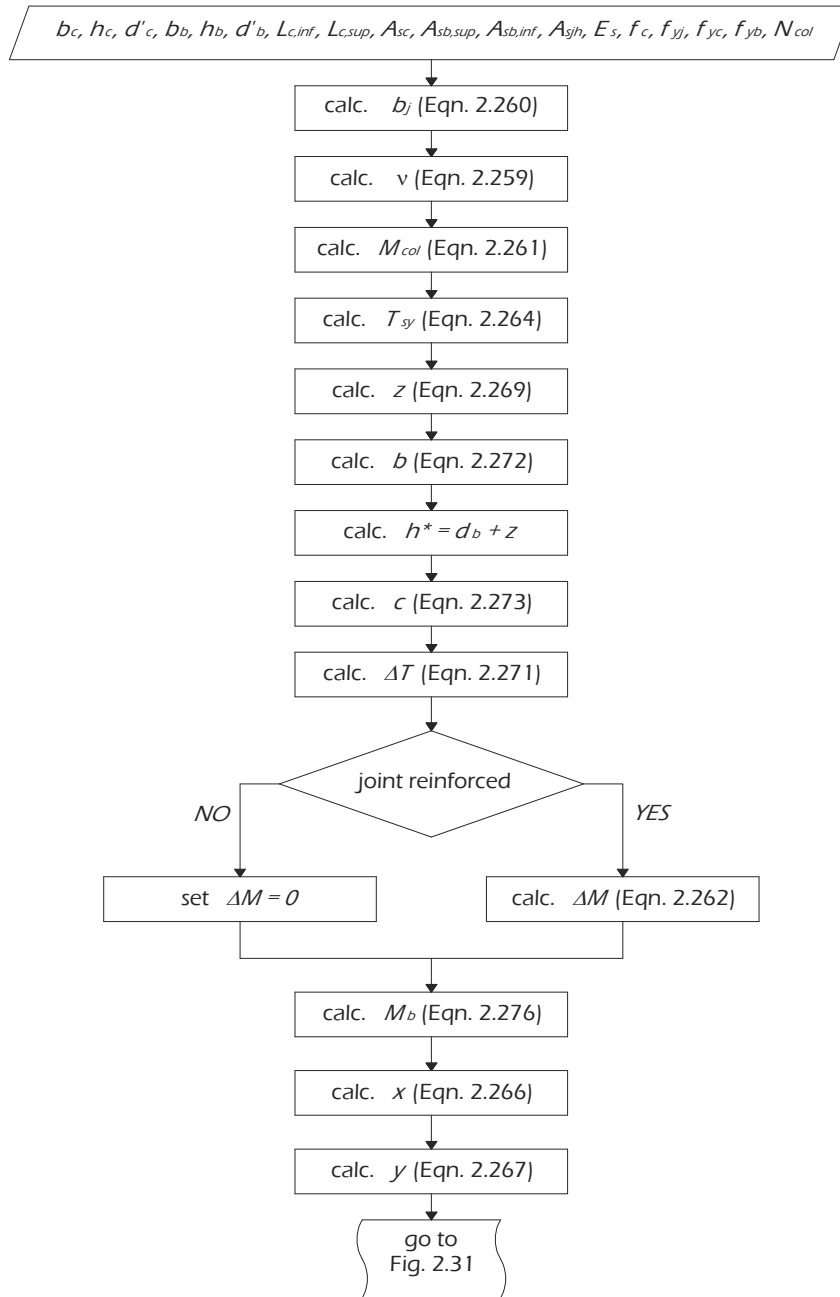 bc, hc, d'c, bb, hb, d'b, Lc,inf, Lc,sup, Asc, Asb,sup, Asb,inf, Asjh, Es, fc, fyj, fyc, fyb, Ncol
calc. bj (Eqn. 2.260)
calc. ν (Eqn. 2.259)
calc. Mcol (Eqn. 2.261)
calc. Tsy (Eqn. 2.264)
calc. z (Eqn. 2.269)
calc. b (Eqn. 2.272)
calc. h* = db + z
calc. c (Eqn. 2.273)
calc. ΔT (Eqn. 2.271)
joint reinforced
NO
YES
set ΔM = 0
calc. ΔM (Eqn. 2.262)
calc. Mb (Eqn. 2.276)
calc. x (Eqn. 2.266)
calc. y (Eqn. 2.267)
go to
Fig. 2.31